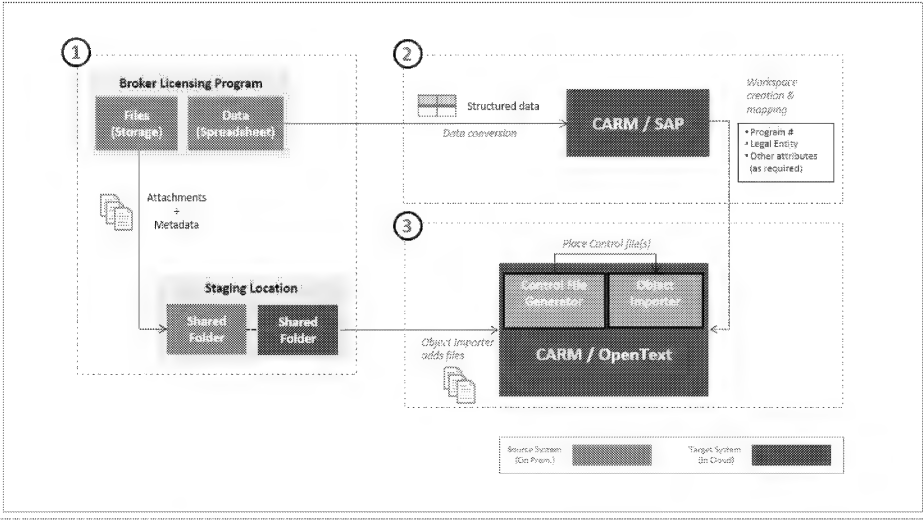 1
Broker Licensing Program
Files
(Storage)
Data
(Spreadsheet)
Attachments
+
Metadata
Staging Location
Shared
Folder
Shared
Folder
2
Structured data
Data conversion
CARM / SAP
Workspace
creation &
mapping
• Program #
• Legal Entity
• Other attributes
(as required)
3
Place Control file(s)
Control File
Generator
Object
Importer
CARM / OpenText
Object Importer
adds files
Source System
(On Prem.)
Target System
(In Cloud)